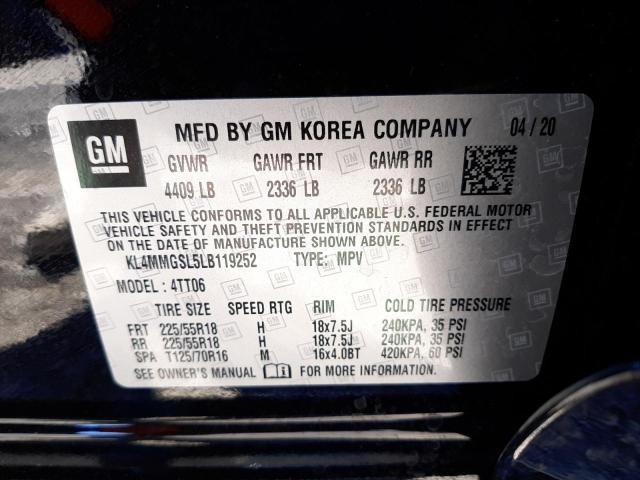 GM MFD BY GM KOREA COMPANY 04 / 20
GVWR GAWR FRT GAWR RR
4409 LB 2336 LB 2336 LB
THIS VEHICLE CONFORMS TO ALL APPLICABLE U.S. FEDERAL MOTOR
VEHICLE SAFETY AND THEFT PREVENTION STANDARDS IN EFFECT
ON THE DATE OF MANUFACTURE SHOWN ABOVE.
KL4MMGSL5LB119252 TYPE: MPV
MODEL : 4TT06
TIRE SIZE SPEED RTG RIM COLD TIRE PRESSURE
FRT 225/55R18 H 18x7.5J 240KPA, 35 PSI
RR 225/55R18 H 18x7.5J 240KPA, 35 PSI
SPA T125/70R16 M 16x4.0BT 420KPA, 60 PSI
SEE OWNER'S MANUAL FOR MORE INFORMATION.